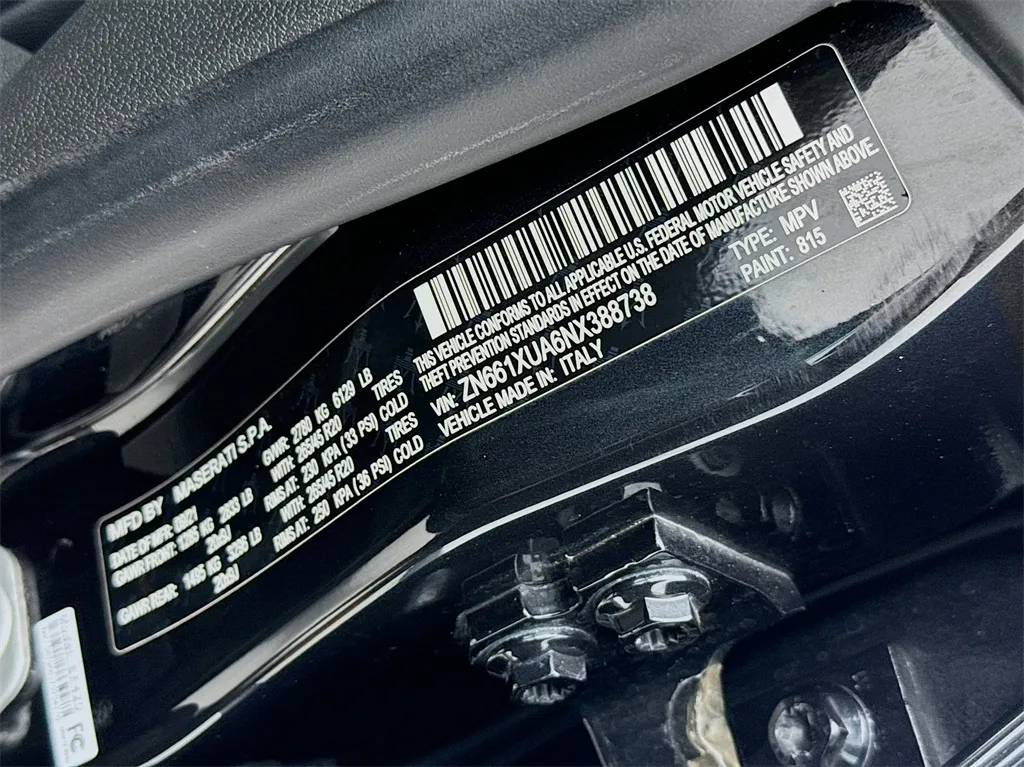 MFD BY MASERATI S.P.A.
DATE OF MFR: GVWR: 2780 KG 6129 LB
GAWR FRONT: 1285 KG 2833 LB WITH: 265/45 R20 TIRES
20x9J RIMS AT: 230 KPA (33 PSI) COLD
GAWR REAR: 1495 KG 3296 LB WITH: 265/45 R20 TIRES
20x9J RIMS AT: 250 KPA (36 PSI) COLD
THIS VEHICLE CONFORMS TO ALL APPLICABLE U.S. FEDERAL MOTOR VEHICLE SAFETY AND
THEFT PREVENTION STANDARDS IN EFFECT ON THE DATE OF MANUFACTURE SHOWN ABOVE.
VIN: ZN661XUA6NX388738 TYPE: MPV
VEHICLE MADE IN: ITALY PAINT: 815
FC